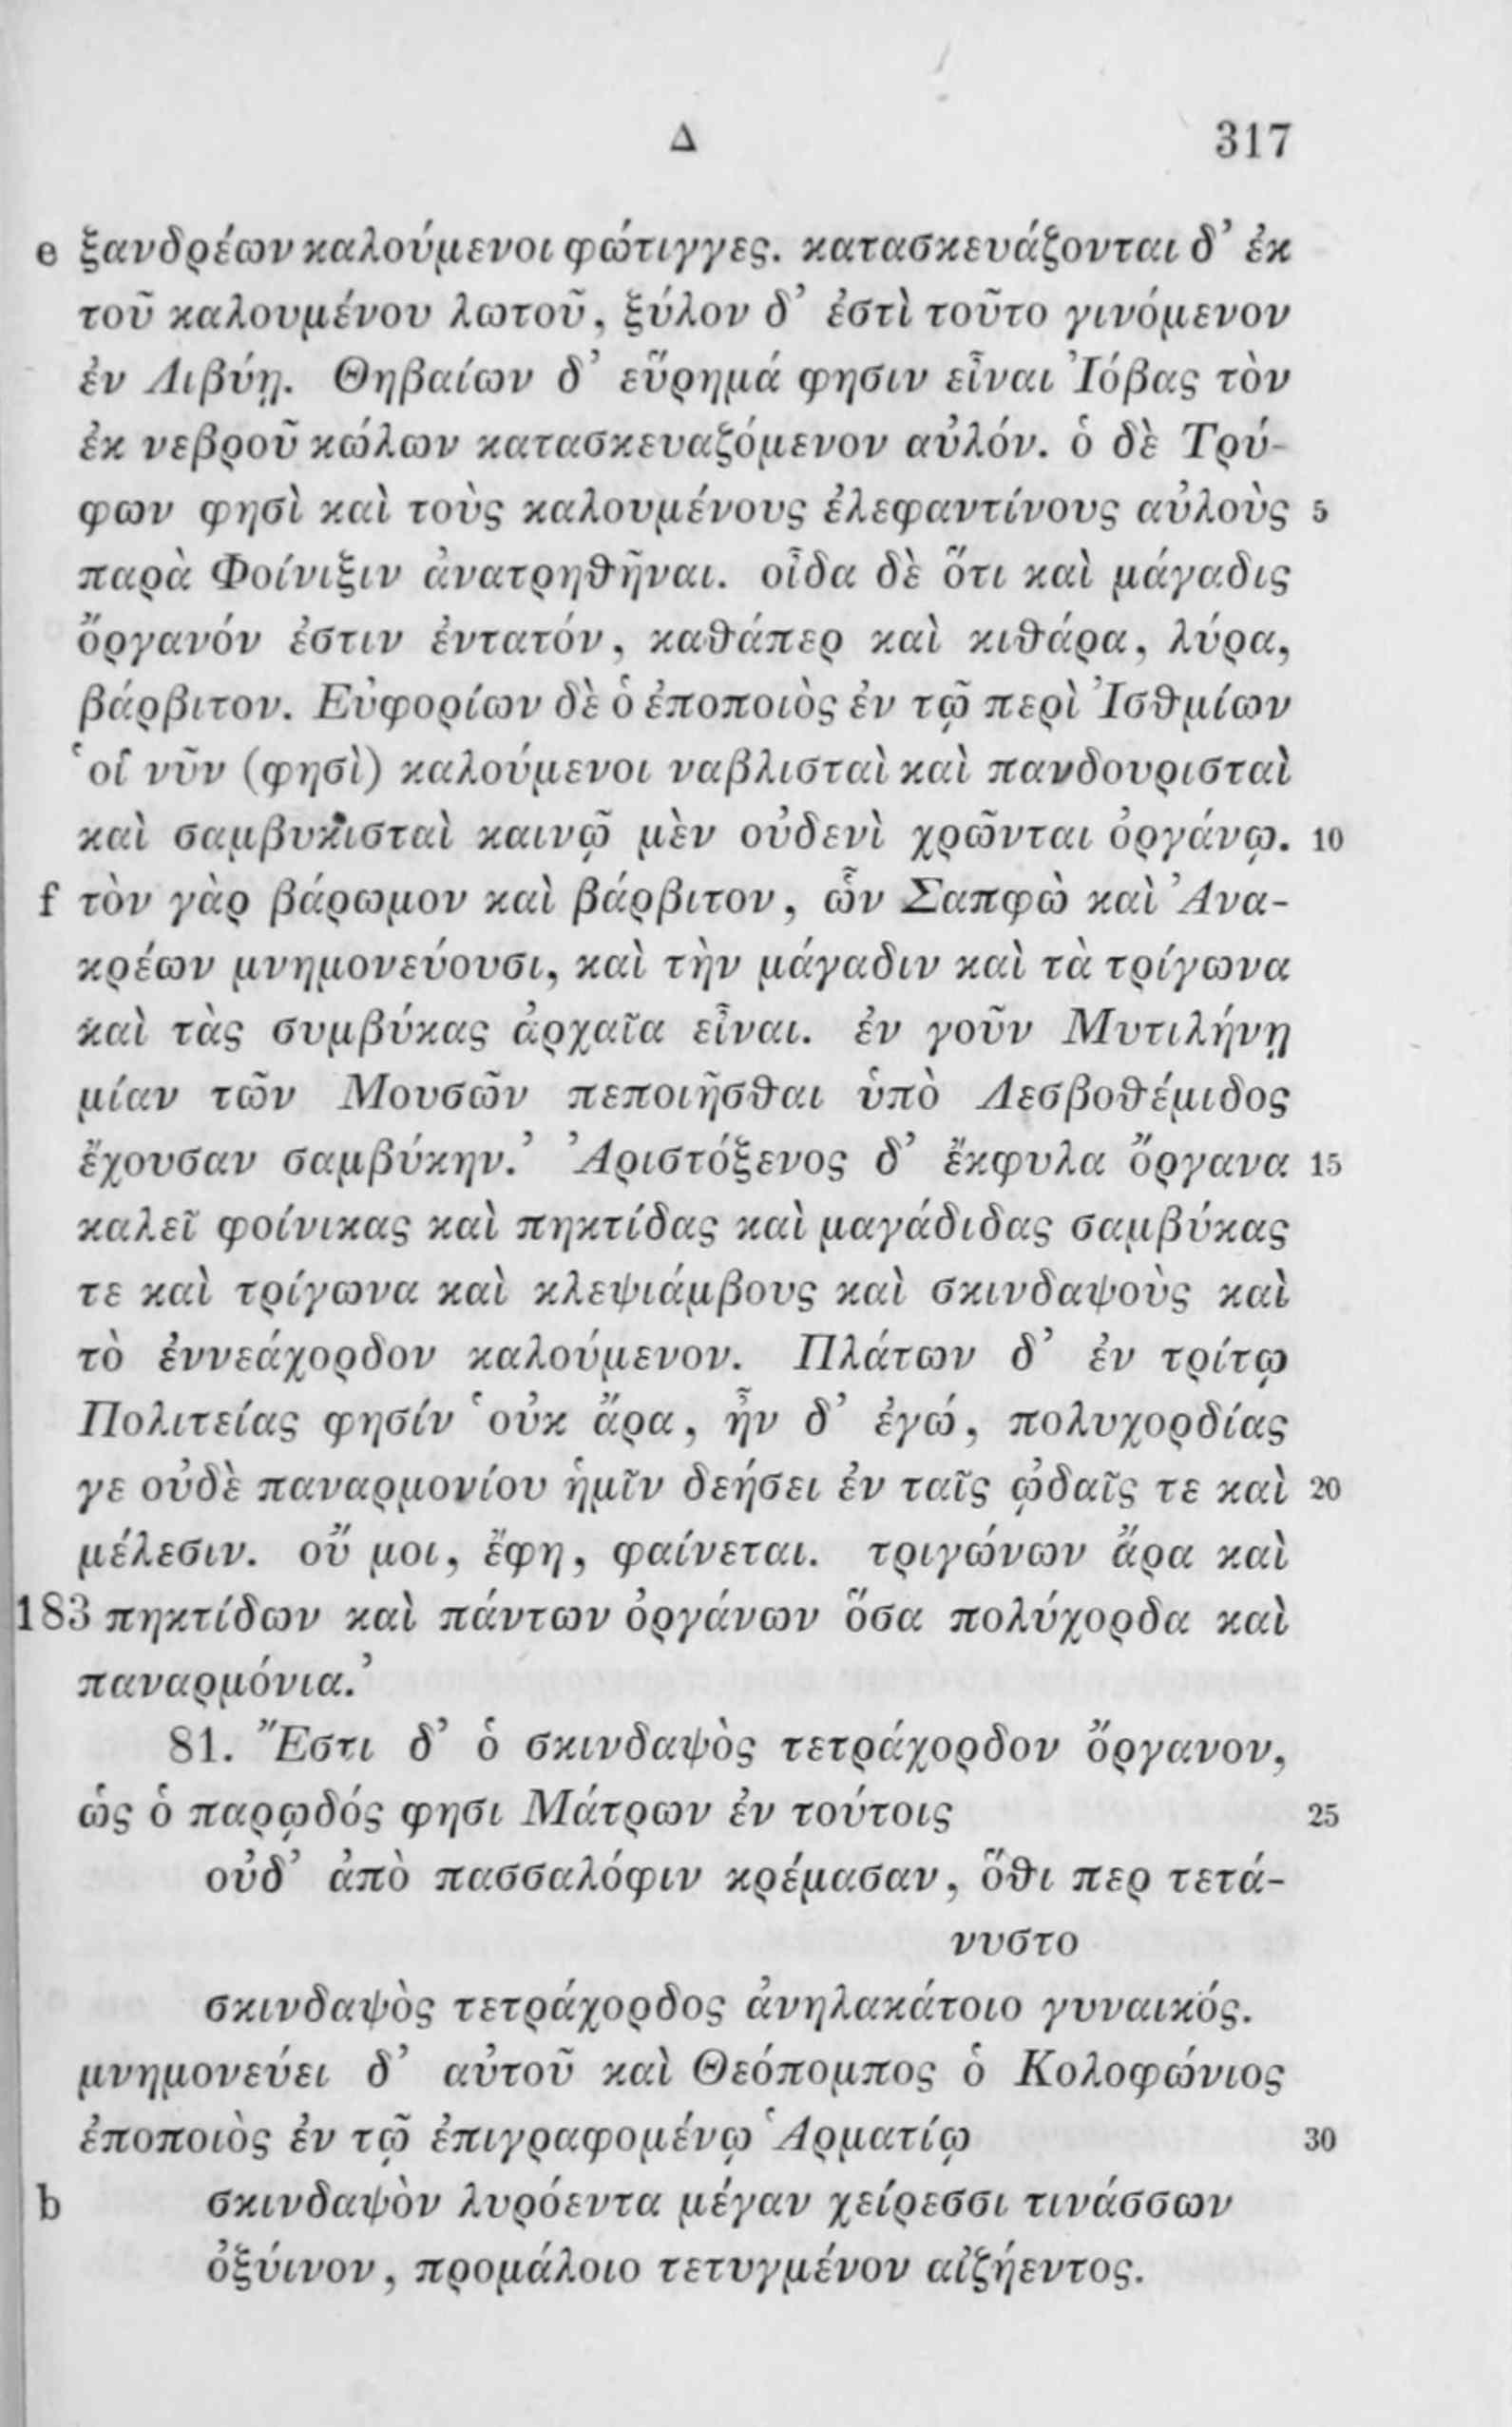 Δ 317
e ξανδρέων καλούμενοι φώτιγγες. κατασκευάζονται δ’ ἐκ
τοῦ καλουμένου λωτοῦ, ξύλον δ’ ἐστὶ τοῦτο γινόμενον
ἐν Λιβύῃ. Θηβαίων δ’ εὕρημά φησιν εἶναι Ἰόβας τὸν
ἐκ νεβροῦ κώλων κατασκευαζόμενον αὐλόν. ὁ δὲ Τρύ-
φων φησὶ καὶ τοὺς καλουμένους ἐλεφαντίνους αὐλοὺς 5
παρὰ Φοίνιξιν ἀνατρηθῆναι. οἶδα δὲ ὅτι καὶ μάγαδις
ὄργανόν ἐστιν ἐντατόν, καθάπερ καὶ κιθάρα, λύρα,
βάρβιτον. Εὐφορίων δὲ ὁ ἐποποιὸς ἐν τῷ περὶ Ἰσθμίων
‘οἱ νῦν (φησὶ) καλούμενοι ναβλισταὶ καὶ πανδουρισταὶ
καὶ σαμβυκισταὶ καινῷ μὲν οὐδενὶ χρῶνται ὀργάνῳ. 10
f τὸν γὰρ βάρωμον καὶ βάρβιτον, ὧν Σαπφὼ καὶ Ἀνα-
κρέων μνημονεύουσι, καὶ τὴν μάγαδιν καὶ τὰ τρίγωνα
καὶ τὰς συμβύκας ἀρχαῖα εἶναι. ἐν γοῦν Μυτιλήνῃ
μίαν τῶν Μουσῶν πεποιῆσθαι ὑπὸ Λεσβοθέμιδος
ἔχουσαν σαμβύκην.’ Ἀριστόξενος δ’ ἔκφυλα ὄργανα 15
καλεῖ φοίνικας καὶ πηκτίδας καὶ μαγάδιδας σαμβύκας
τε καὶ τρίγωνα καὶ κλεψιάμβους καὶ σκινδαψοὺς καὶ
τὸ ἐννεάχορδον καλούμενον. Πλάτων δ’ ἐν τρίτῳ
Πολιτείας φησίν ‘οὐκ ἄρα, ἦν δ’ ἐγώ, πολυχορδίας
γε οὐδὲ παναρμονίου ἡμῖν δεήσει ἐν ταῖς ᾠδαῖς τε καὶ 20
μέλεσιν. οὔ μοι, ἔφη, φαίνεται. τριγώνων ἄρα καὶ
183 πηκτίδων καὶ πάντων ὀργάνων ὅσα πολύχορδα καὶ
παναρμόνια.’
81. Ἔστι δ’ ὁ σκινδαψὸς τετράχορδον ὄργανον,
ὡς ὁ παρῳδός φησι Μάτρων ἐν τούτοις 25
οὐδ’ ἀπὸ πασσαλόφιν κρέμασαν, ὅθι περ τετά-
νυστο
σκινδαψὸς τετράχορδος ἀνηλακάτοιο γυναικός.
μνημονεύει δ’ αὐτοῦ καὶ Θεόπομπος ὁ Κολοφώνιος
ἐποποιὸς ἐν τῷ ἐπιγραφομένῳ Ἁρματίῳ 30
b σκινδαψὸν λυρόεντα μέγαν χείρεσσι τινάσσων
ὀξύινον, προμάλοιο τετυγμένον αἰζήεντος.